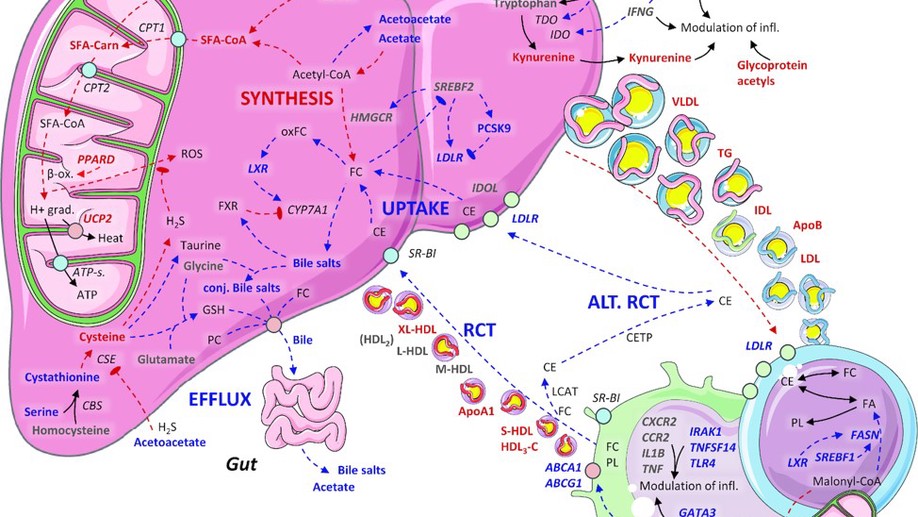 Tryptophan
TDO
IDO
IFNG
Modulation of infl.
Kynurenine
Kynurenine
Glycoprotein
acetyls
CPT1
SFA-Carn
SFA-CoA
Acetoacetate
Acetate
CPT2
Acetyl-CoA
SYNTHESIS
HMGCR
SREBF2
PCSK9
LDLR
VLDL
TG
SFA-CoA
PPARD
β-ox.
ROS
oxFC
LXR
FC
IDOL
H+ grad.
UCP2
Heat
ATP-s.
ATP
H₂S
FXR
CYP7A1
UPTAKE
CE
CE
LDLR
IDL
ApoB
LDL
Taurine
Glycine
Bile salts
SR-BI
conj. Bile salts
FC
GSH
PC
XL-HDL
(HDL₂)
L-HDL
M-HDL
RCT
ALT. RCT
CE
CETP
Cysteine
CSE
Glutamate
Bile
Cystathionine
CBS
Serine
Homocysteine
H₂S
Acetoacetate
EFFLUX
Gut
Bile salts
Acetate
ApoA1
S-HDL
HDL₃-C
CE
LCAT
FC
SR-BI
FC
PL
ABCA1
ABCG1
CXCR2
CCR2
IL1B
TNF
IRAK1
TNFSF14
TLR4
Modulation of infl.
GATA3
LDLR
CE
FC
FA
PL
FASN
LXR
SREBF1
Malonyl-CoA